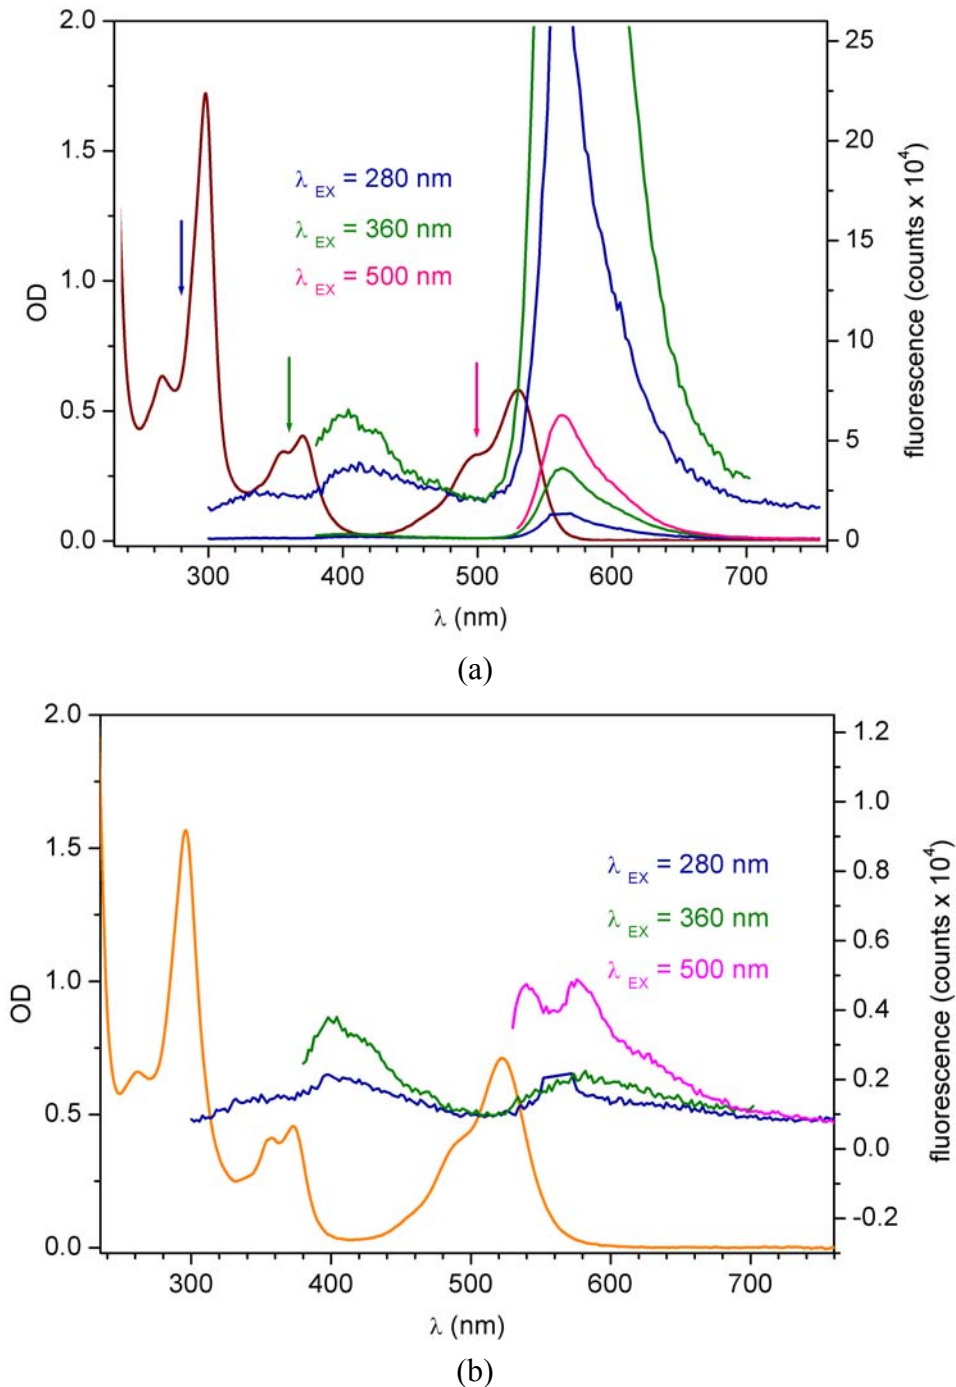 2.0
1.5
1.0
0.5
0.0
OD
25
20
15
10
5
0
fluorescence (counts x 10⁴)
λ EX = 280 nm
λ EX = 360 nm
λ EX = 500 nm
300 400 500 600 700
λ (nm)
(a)
2.0
1.5
1.0
0.5
0.0
OD
1.2
1.0
0.8
0.6
0.4
0.2
0.0
-0.2
fluorescence (counts x 10⁴)
λ EX = 280 nm
λ EX = 360 nm
λ EX = 500 nm
300 400 500 600 700
λ (nm)
(b)